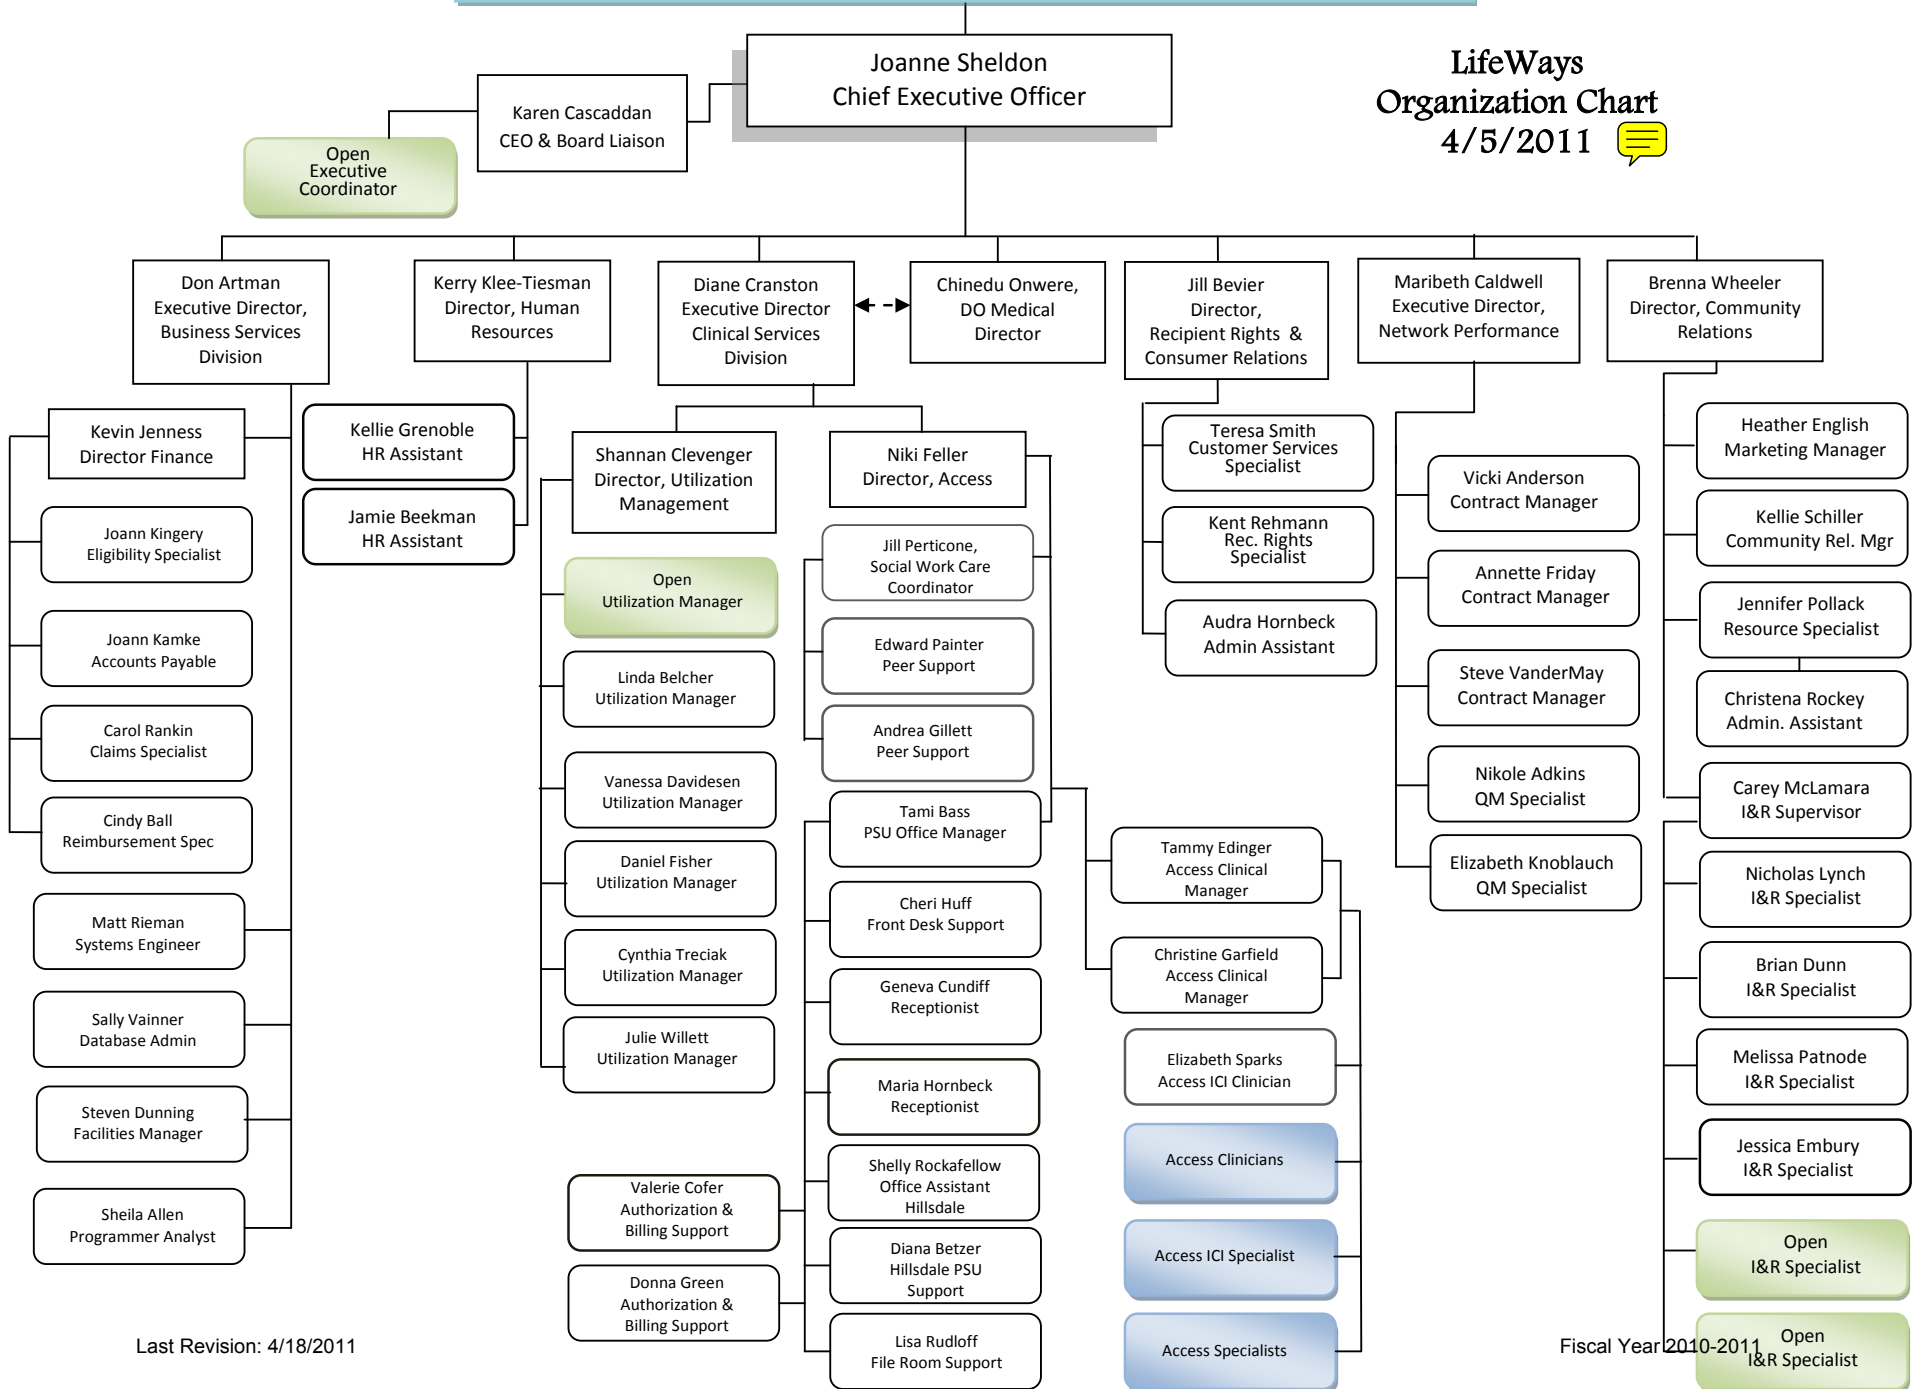 Joanne Sheldon
Chief Executive Officer
LifeWays
Organization Chart
4/5/2011
Karen Cascaddan
CEO & Board Liaison
Open
Executive
Coordinator
Don Artman
Executive Director,
Business Services
Division
Kerry Klee-Tiesman
Director, Human
Resources
Diane Cranston
Executive Director
Clinical Services
Division
Chinedu Onwere,
DO Medical
Director
Jill Bevier
Director,
Recipient Rights &
Consumer Relations
Maribeth Caldwell
Executive Director,
Network Performance
Brenna Wheeler
Director, Community
Relations
Kevin Jenness
Director Finance
Joann Kingery
Eligibility Specialist
Joann Kamke
Accounts Payable
Carol Rankin
Claims Specialist
Cindy Ball
Reimbursement Spec
Matt Rieman
Systems Engineer
Sally Vainner
Database Admin
Steven Dunning
Facilities Manager
Sheila Allen
Programmer Analyst
Kellie Grenoble
HR Assistant
Jamie Beekman
HR Assistant
Shannan Clevenger
Director, Utilization
Management
Open
Utilization Manager
Linda Belcher
Utilization Manager
Vanessa Davidesen
Utilization Manager
Daniel Fisher
Utilization Manager
Cynthia Treciak
Utilization Manager
Julie Willett
Utilization Manager
Valerie Cofer
Authorization &
Billing Support
Donna Green
Authorization &
Billing Support
Niki Feller
Director, Access
Jill Perticone,
Social Work Care
Coordinator
Edward Painter
Peer Support
Andrea Gillett
Peer Support
Tami Bass
PSU Office Manager
Cheri Huff
Front Desk Support
Geneva Cundiff
Receptionist
Maria Hornbeck
Receptionist
Shelly Rockafellow
Office Assistant
Hillsdale
Diana Betzer
Hillsdale PSU
Support
Lisa Rudloff
File Room Support
Tammy Edinger
Access Clinical
Manager
Christine Garfield
Access Clinical
Manager
Elizabeth Sparks
Access ICI Clinician
Access Clinicians
Access ICI Specialist
Access Specialists
Teresa Smith
Customer Services
Specialist
Kent Rehmann
Rec. Rights
Specialist
Audra Hornbeck
Admin Assistant
Vicki Anderson
Contract Manager
Annette Friday
Contract Manager
Steve VanderMay
Contract Manager
Nikole Adkins
QM Specialist
Elizabeth Knoblauch
QM Specialist
Heather English
Marketing Manager
Kellie Schiller
Community Rel. Mgr
Jennifer Pollack
Resource Specialist
Christena Rockey
Admin. Assistant
Carey McLamara
I&R Supervisor
Nicholas Lynch
I&R Specialist
Brian Dunn
I&R Specialist
Melissa Patnode
I&R Specialist
Jessica Embury
I&R Specialist
Open
I&R Specialist
Open
I&R Specialist
Last Revision: 4/18/2011
Fiscal Year 2010-2011